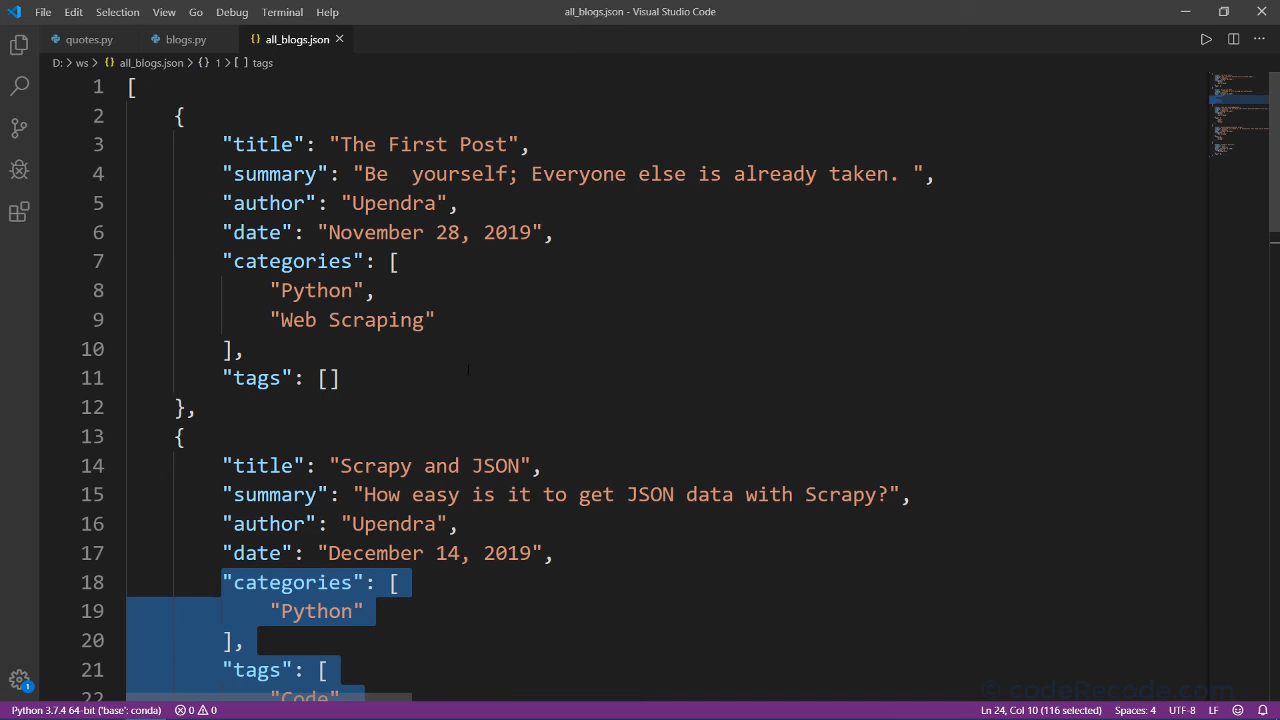 File Edit Selection View Go Debug Terminal Help all_blogs.json - Visual Studio Code
quotes.py blogs.py {} all_blogs.json
D: > ws > {} all_blogs.json > {} 1 > [ ] tags
1 [
2 {
3 "title": "The First Post",
4 "summary": "Be  yourself; Everyone else is already taken. ",
5 "author": "Upendra",
6 "date": "November 28, 2019",
7 "categories": [
8 "Python",
9 "Web Scraping"
10 ],
11 "tags": []
12 },
13 {
14 "title": "Scrapy and JSON",
15 "summary": "How easy is it to get JSON data with Scrapy?",
16 "author": "Upendra",
17 "date": "December 14, 2019",
18 "categories": [
19 "Python"
20 ],
21 "tags": [
22 "Code"
© codeRecode.com
1
Python 3.7.4 64-bit ('base': conda) 0 0 Ln 24, Col 10 (116 selected) Spaces: 4 UTF-8 LF JSON